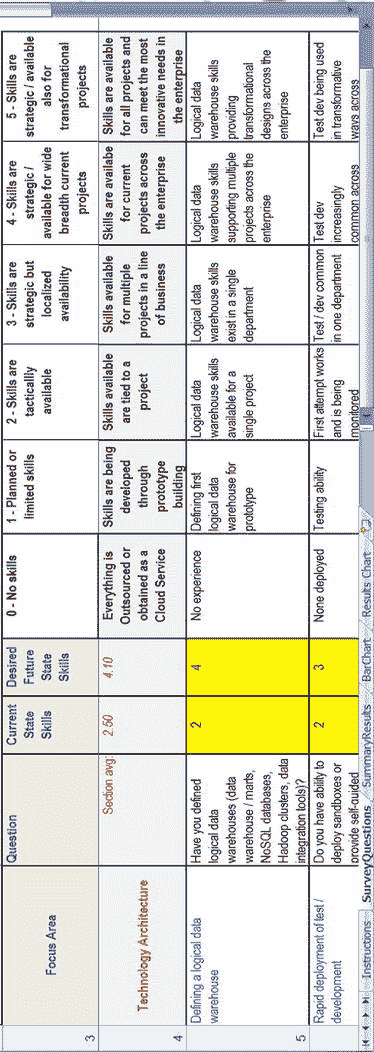 3
Focus Area
Question
Current
State
Skills
Desired
Future
State
Skills
0 - No skills
1 - Planned or
limited skills
2 - Skills are
tactically
available
3 - Skills are
strategic but
localized
availability
4 - Skills are
strategic /
available for wide
breadth current
projects
5 - Skills are
strategic / available
also for
transformational
projects
4
Technology Architecture
Section avg:
2.50
4.10
Everything is
Outsourced or
obtained as a
Cloud Service
Skills are being
developed
through
prototype
building
Skills available
are tied to a
project
Skills available
for multiple
projects in a line
of business
Skills are availabe
for current
projects across
the enterprise
Skills are available
for all projects and
can meet the most
innovative needs in
the enterprise
5
Defining a logical data
warehouse
Have you defined
logical data
warehouses (data
warehouse / marts,
NoSQL databases,
Hadoop clusters, data
integration tools)?
2
4
No experience
Defining first
logical data
warehouse for
prototype
Logical data
warehouse skills
available for a
single project
Logical data
warehouse skills
exist in a single
department
Logical data
warehouse skills
supporting multiple
projects across the
enterprise
Logical data
warehouse skills
providing
transformational
designs across the
enterprise
Rapid deployment of test /
development
Do you have ability to
deploy sandboxes or
provide self-guided
2
3
None deployed
Testing ability
First attempt works
and is being
monitored
Test / dev common
in one department
Test dev
increasingly
common across
Test dev being used
in transformative
ways across
Instructions
SurveyQuestions
SummaryResults
BarChart
Results Chart